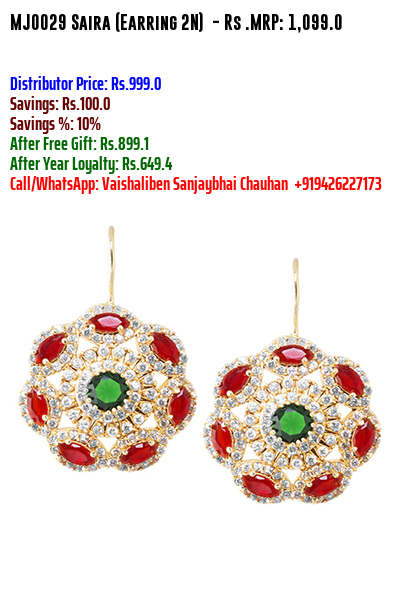 MJ0029 Saira (Earring 2N) - Rs .MRP: 1,099.0
Distributor Price: Rs.999.0
Savings: Rs.100.0
Savings %: 10%
After Free Gift: Rs.899.1
After Year Loyalty: Rs.649.4
Call/WhatsApp: Vaishaliben Sanjaybhai Chauhan +919426227173